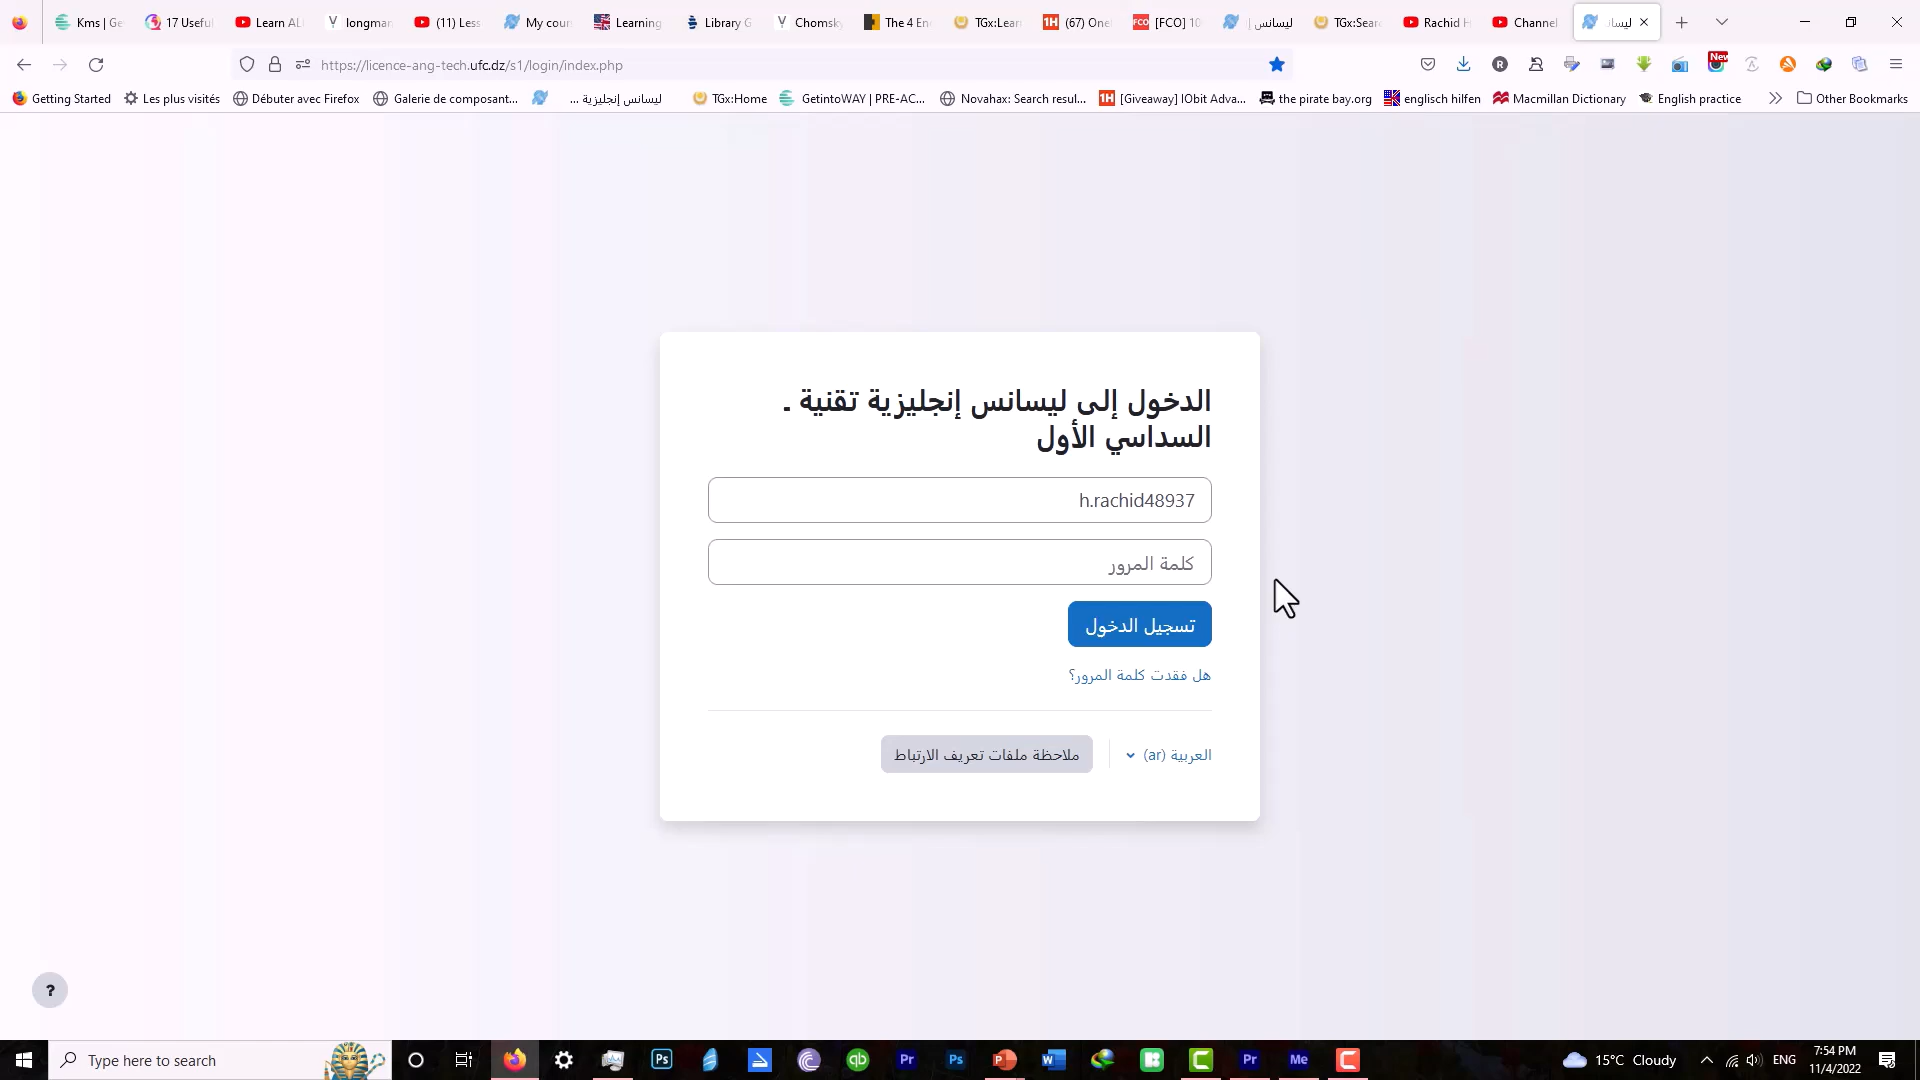 Kms | Ge
17 Useful
Learn AL
longman
(11) Less
My cour
Learning
Library G
Chomsky
The 4 En
TGx:Lear
(67) One
[FCO] 10
ليسانس |
TGx:Sear
Rachid H
Channel
ليسا
https://licence-ang-tech.ufc.dz/s1/login/index.php
New
Getting Started
Les plus visités
Débuter avec Firefox
Galerie de composant...
ليسانس إنجليزية ...
TGx:Home
GetintoWAY | PRE-AC...
Novahax: Search resul...
[Giveaway] IObit Adva...
the pirate bay.org
englisch hilfen
Macmillan Dictionary
English practice
Other Bookmarks
الدخول إلى ليسانس إنجليزية تقنية ـ
السداسي الأول
h.rachid48937
كلمة المرور
تسجيل الدخول
هل فقدت كلمة المرور؟
العربية (ar)
ملاحظة ملفات تعريف الارتباط
?
Type here to search
15°C Cloudy
ENG
7:54 PM
11/4/2022